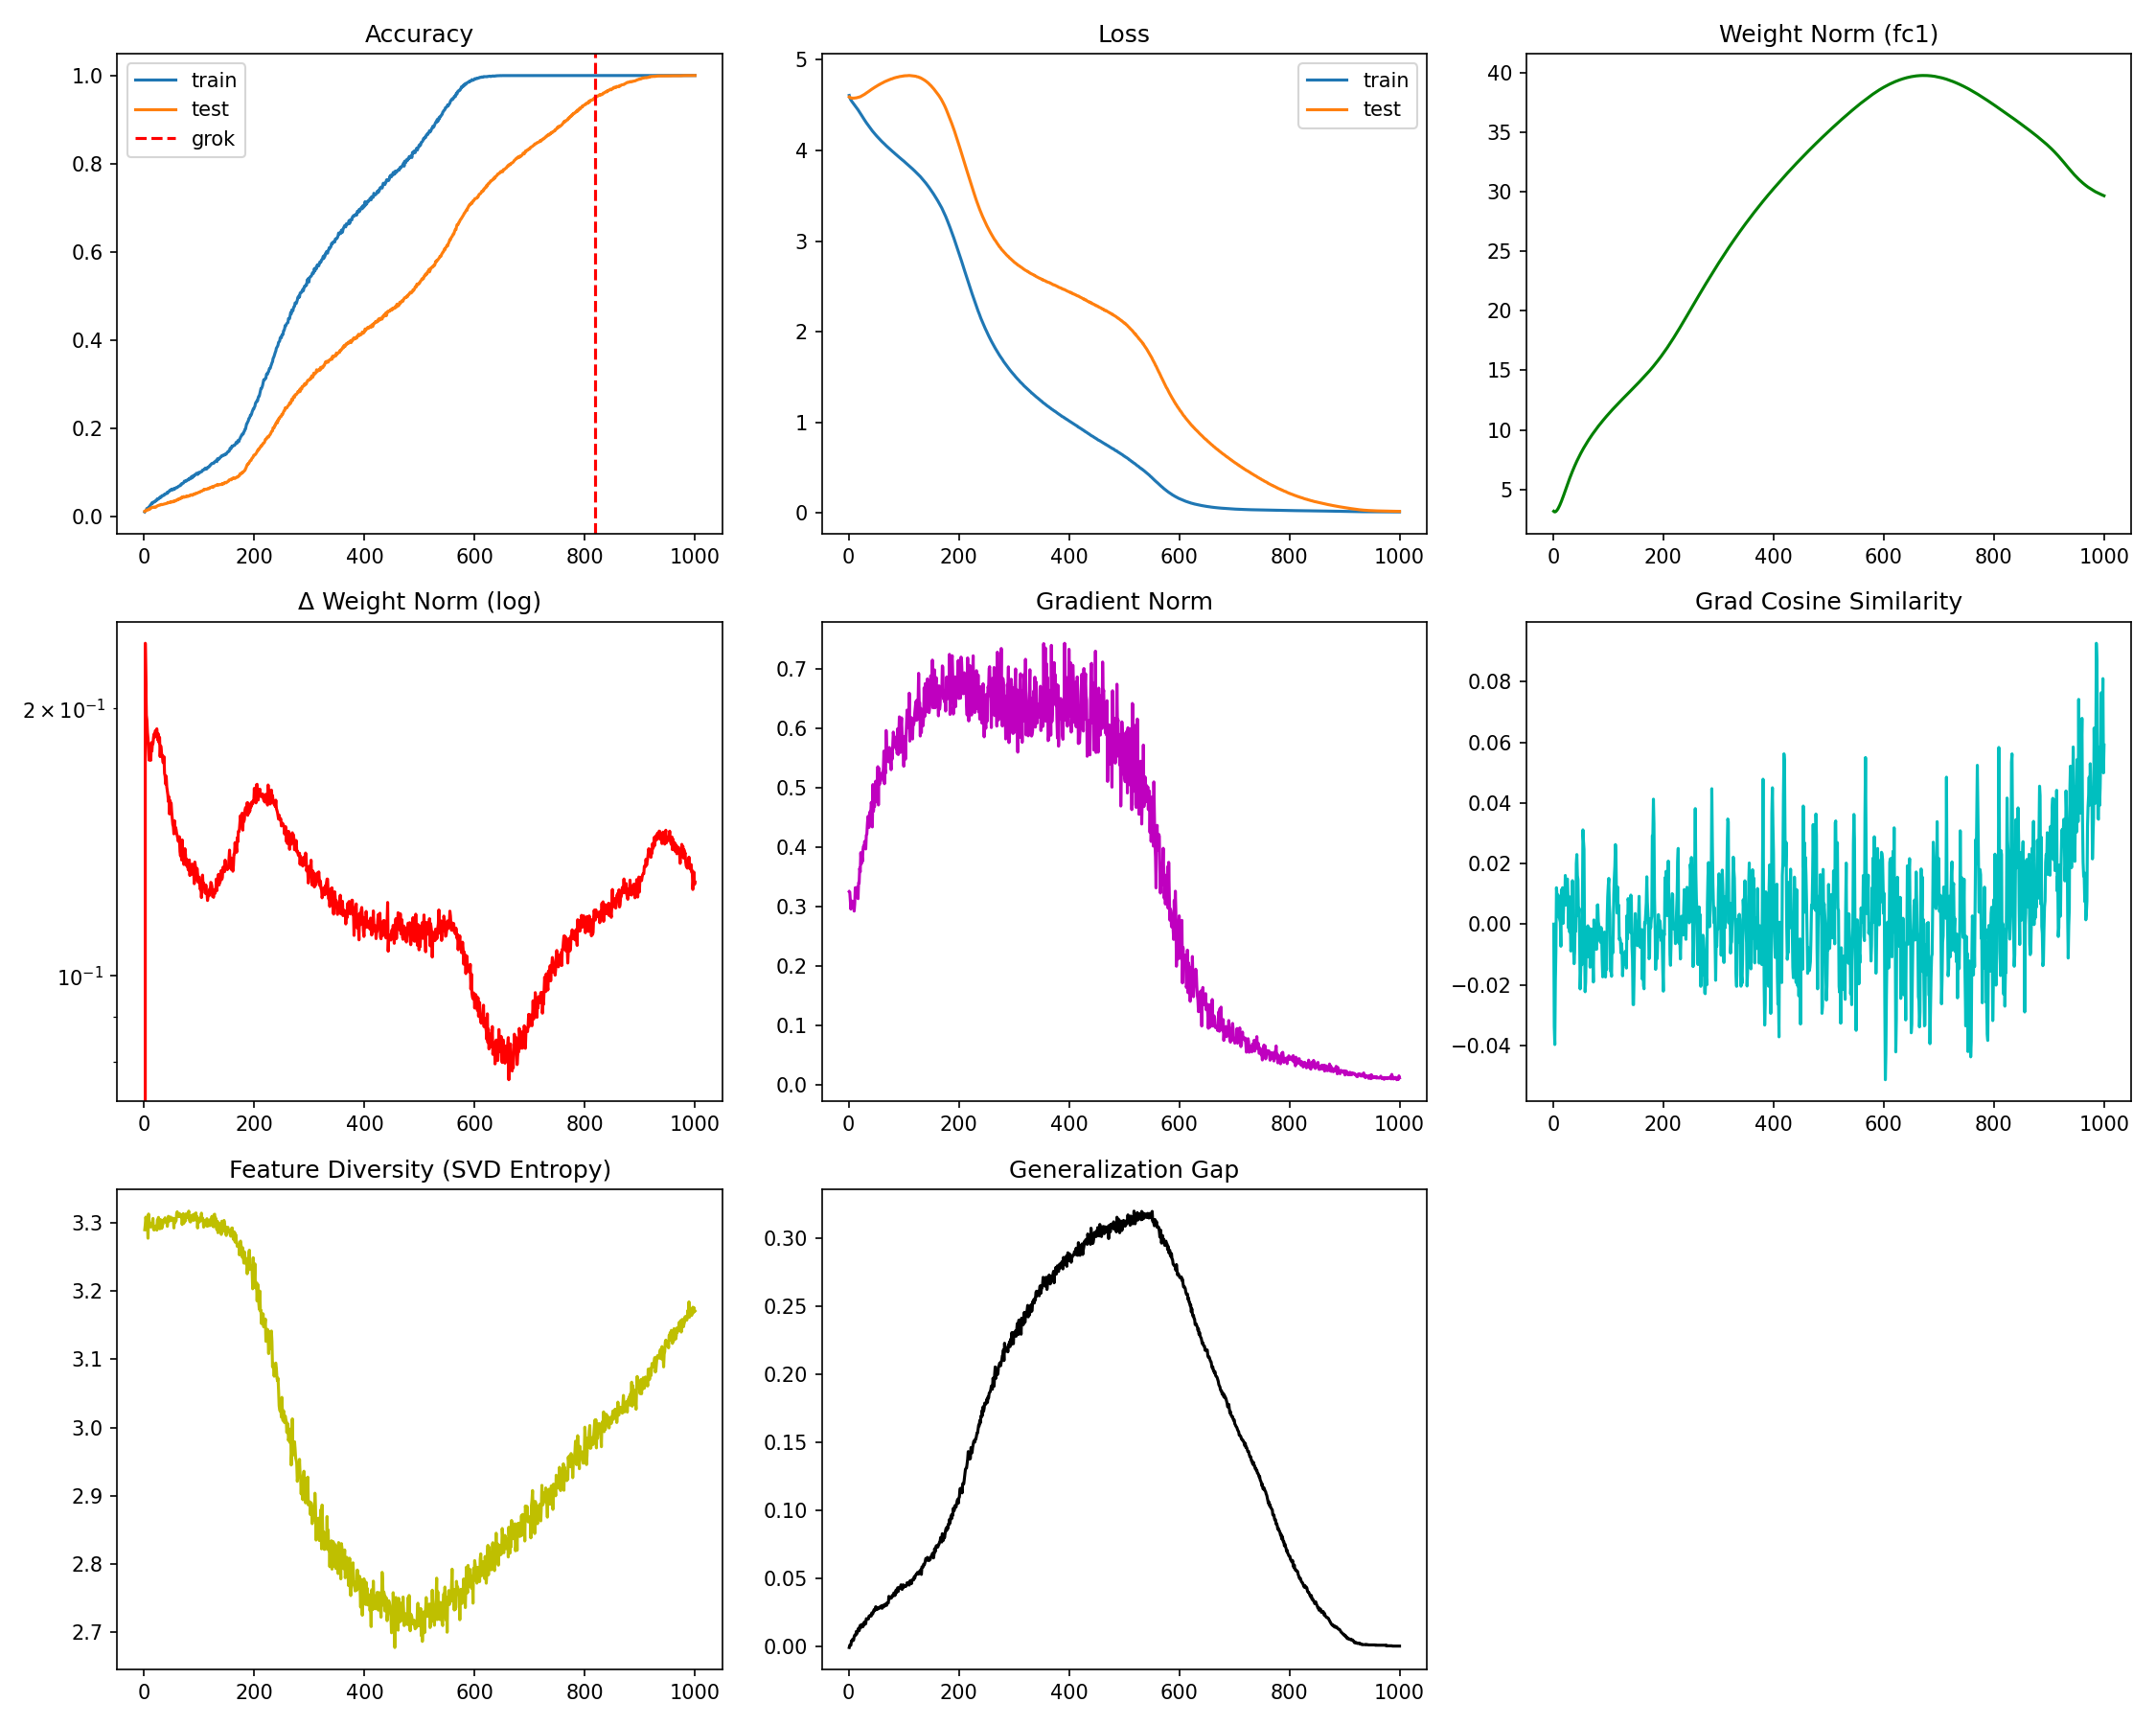 Accuracy
train
test
grok
1.0
0.8
0.6
0.4
0.2
0.0
0 200 400 600 800 1000
Loss
train
test
5
4
3
2
1
0
0 200 400 600 800 1000
Weight Norm (fc1)
40
35
30
25
20
15
10
5
0 200 400 600 800 1000
Δ Weight Norm (log)
2 × 10⁻¹
10⁻¹
0 200 400 600 800 1000
Gradient Norm
0.7
0.6
0.5
0.4
0.3
0.2
0.1
0.0
0 200 400 600 800 1000
Grad Cosine Similarity
0.08
0.06
0.04
0.02
0.00
−0.02
−0.04
0 200 400 600 800 1000
Feature Diversity (SVD Entropy)
3.3
3.2
3.1
3.0
2.9
2.8
2.7
0 200 400 600 800 1000
Generalization Gap
0.30
0.25
0.20
0.15
0.10
0.05
0.00
0 200 400 600 800 1000